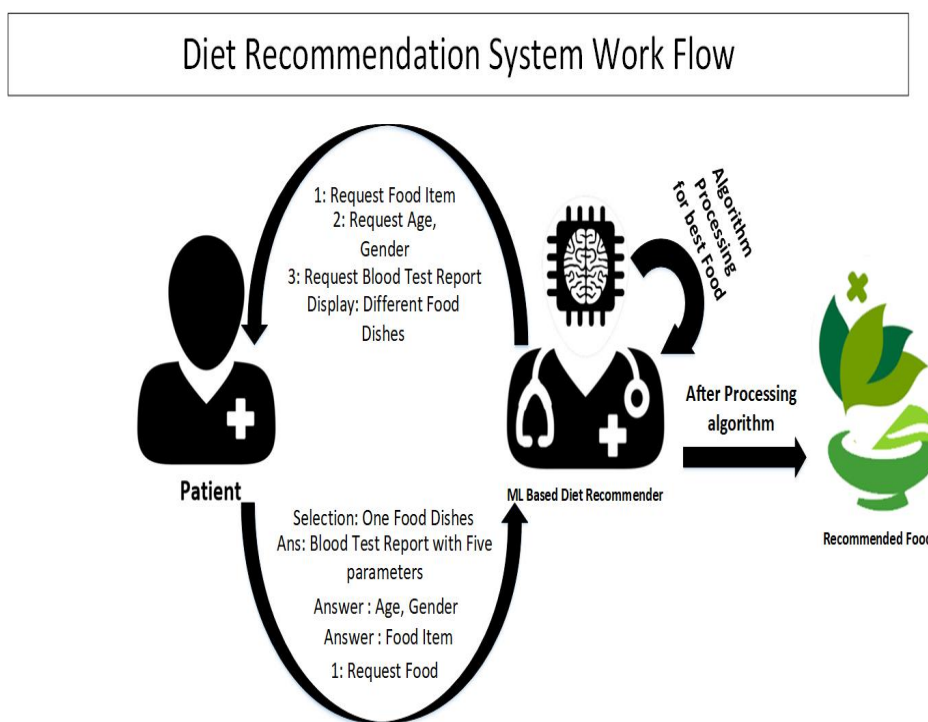 Diet Recommendation System Work Flow
1: Request Food Item
2: Request Age,
Gender
3: Request Blood Test Report
Display: Different Food
Dishes
Algorithm
Processing
for best Food
After Processing
algorithm
Patient
ML Based Diet Recommender
Recommended Food
Selection: One Food Dishes
Ans: Blood Test Report with Five
parameters
Answer : Age, Gender
Answer : Food Item
1: Request Food